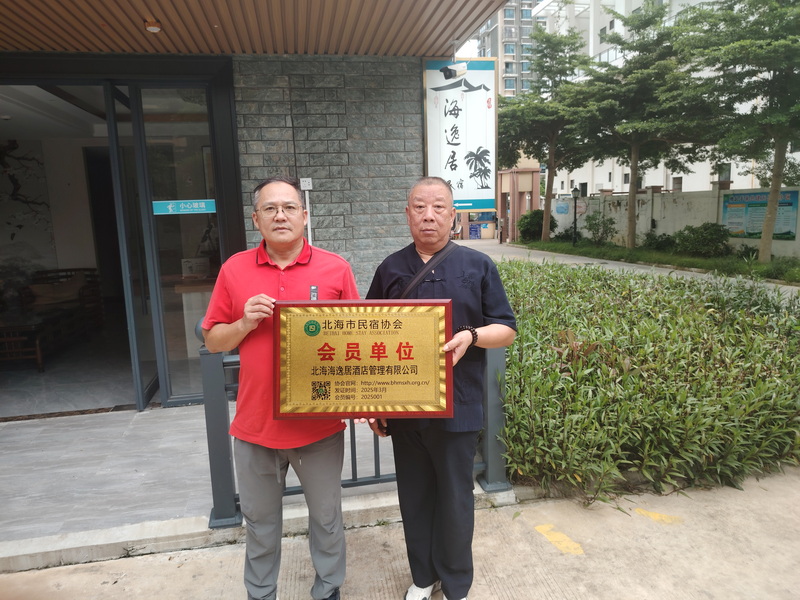 海逸居
民宿
小心玻璃
北海市民宿协会
BEIHAI HOME STAY ASSOCIATION
会员单位
北海海逸居酒店管理有限公司
协会官网：http://www.bhmsxh.org.cn/
发证时间：2025年3月
会员编号：2025001